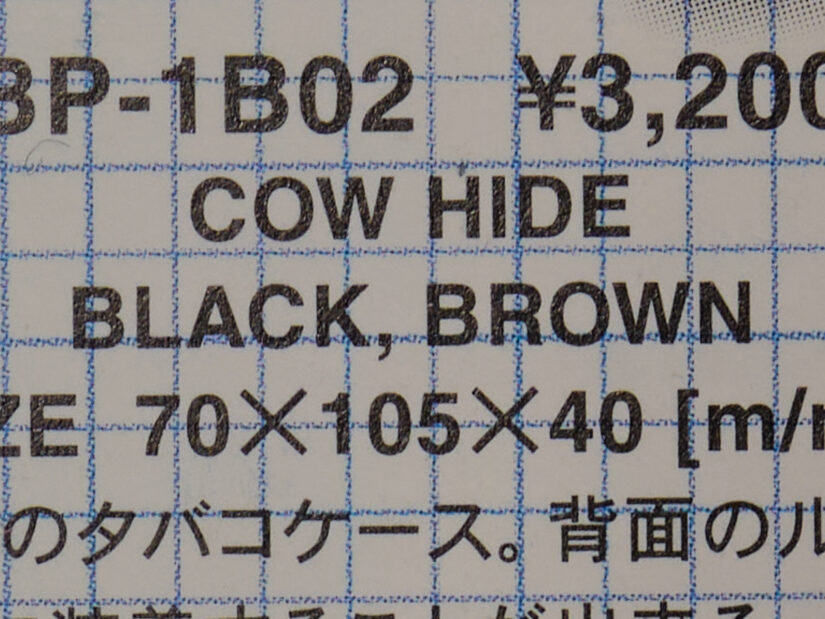 BP-1B02 ¥3,200
COW HIDE
BLACK, BROWN
ZE 70×105×40 [m/
のタバコケース。背面のル